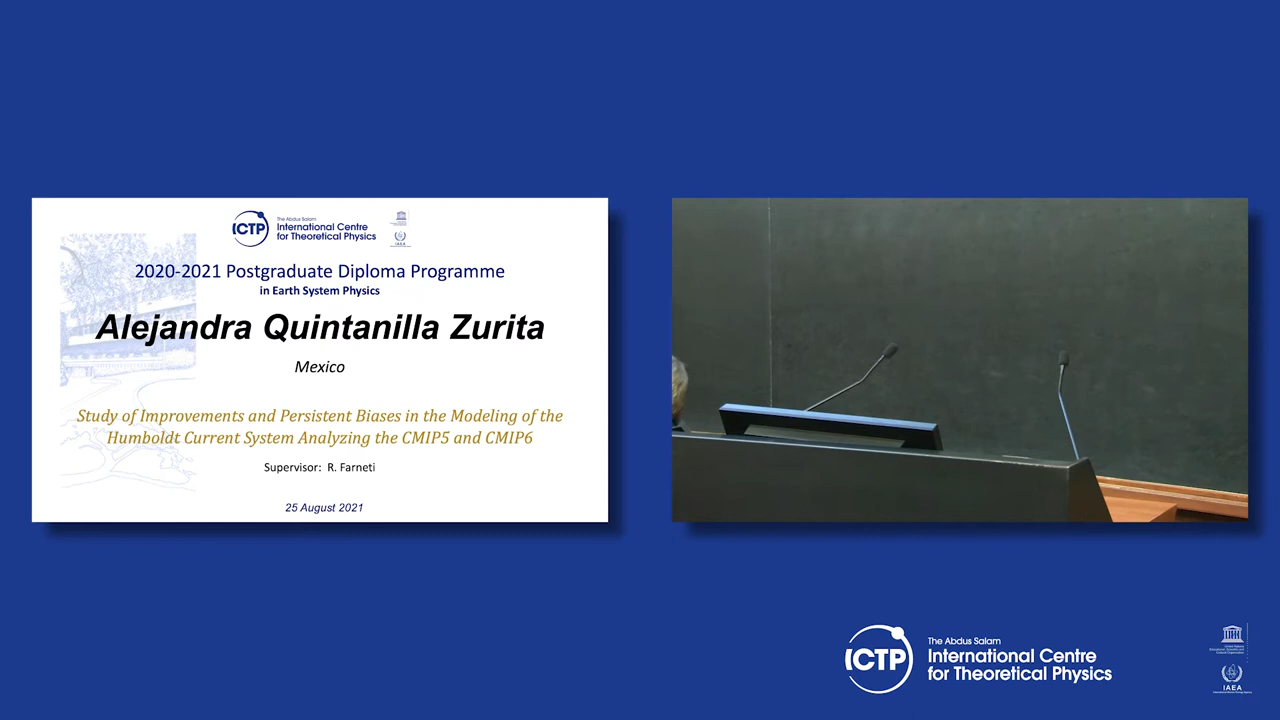 ICTP
The Abdus Salam
International Centre
for Theoretical Physics
IAEA
2020-2021 Postgraduate Diploma Programme
in Earth System Physics
Alejandra Quintanilla Zurita
Mexico
Study of Improvements and Persistent Biases in the Modeling of the
Humboldt Current System Analyzing the CMIP5 and CMIP6
Supervisor: R. Farneti
25 August 2021
ICTP
The Abdus Salam
International Centre
for Theoretical Physics
IAEA